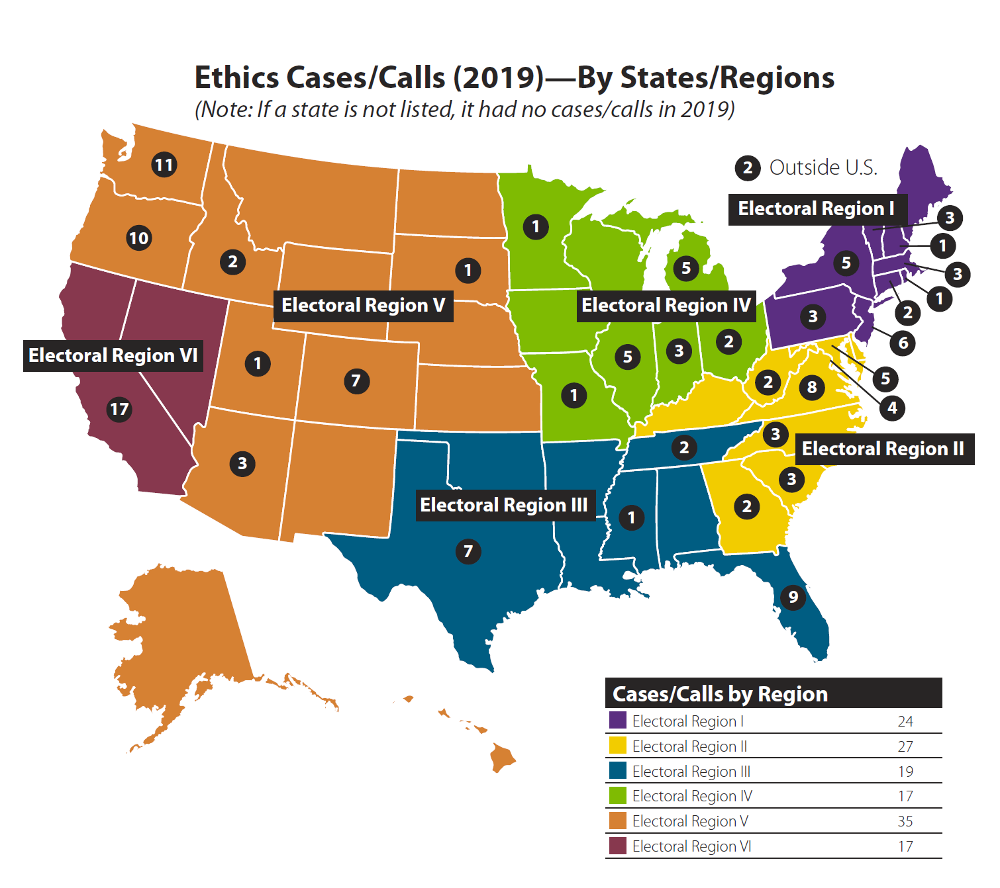 Ethics Cases/Calls (2019)—By States/Regions
(Note: If a state is not listed, it had no cases/calls in 2019)
2 Outside U.S.
Electoral Region I
11
10
2
1
1
5
5
3
1
3
1
2
6
3
Electoral Region V
Electoral Region IV
Electoral Region VI
1
7
5
3
2
1
2
8
5
4
17
3
2
3
Electoral Region II
3
2
Electoral Region III
1
7
9
Cases/Calls by Region
Electoral Region I 24
Electoral Region II 27
Electoral Region III 19
Electoral Region IV 17
Electoral Region V 35
Electoral Region VI 17